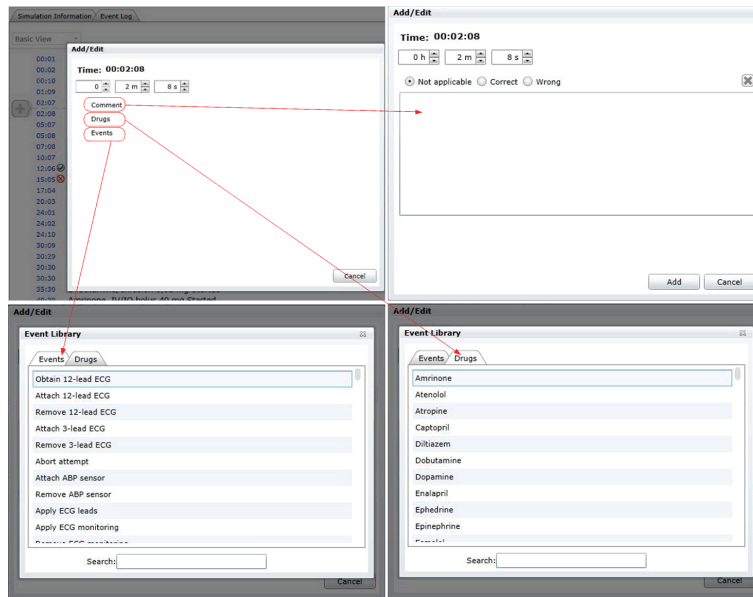 Simulation Information Event Log
Basic View
Add/Edit
Time: 00:02:08
0 2 m 8 s
Comment
Drugs
Events
Cancel
00:01
00:02
00:10
01:09
02:07
02:08
05:07
05:08
07:08
10:07
12:06
15:05
17:04
20:03
24:01
24:02
24:10
30:09
30:29
30:30
30:30
35:30
Amrinone, IV/IO bolus 40 mg Started
Add/Edit
Time: 00:02:08
0 h 2 m 8 s
Not applicable Correct Wrong
Add Cancel
Add/Edit
Event Library
Events Drugs
Obtain 12-lead ECG
Attach 12-lead ECG
Remove 12-lead ECG
Attach 3-lead ECG
Remove 3-lead ECG
Abort attempt
Attach ABP sensor
Remove ABP sensor
Apply ECG leads
Apply ECG monitoring
Remove ECG monitoring
Search:
Cancel
Add/Edit
Event Library
Events Drugs
Amrinone
Atenolol
Atropine
Captopril
Diltiazem
Dobutamine
Dopamine
Enalapril
Ephedrine
Epinephrine
Search:
Cancel